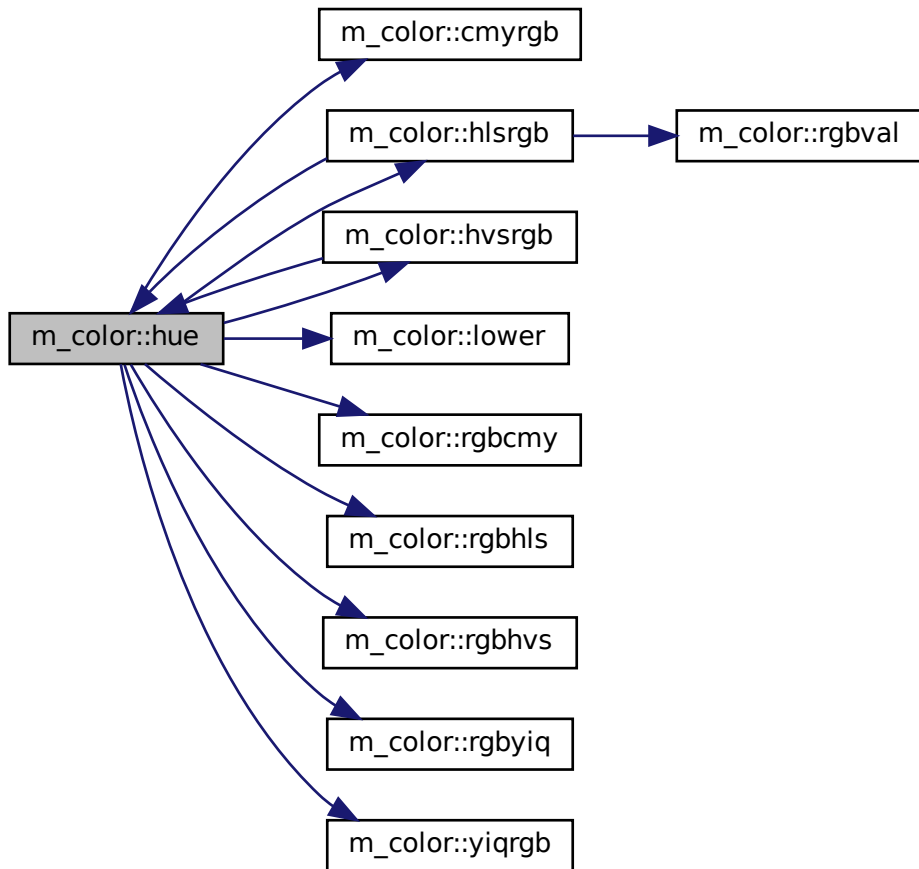 m_color::cmyrgb
m_color::hlsrgb
m_color::rgbval
m_color::hvsrgb
m_color::hue
m_color::lower
m_color::rgbcmy
m_color::rgbhls
m_color::rgbhvs
m_color::rgbyiq
m_color::yiqrgb